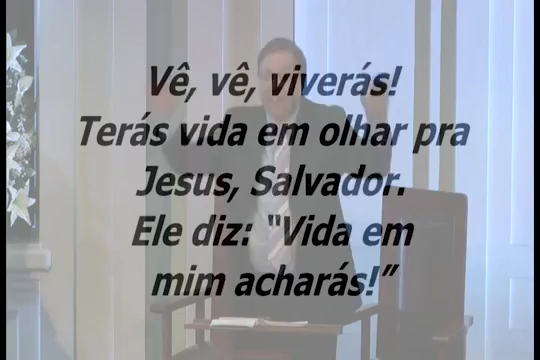 Vê, vê, viverás!
Terás vida em olhar pra
Jesus, Salvador.
Ele diz: “Vida em
mim acharás!”